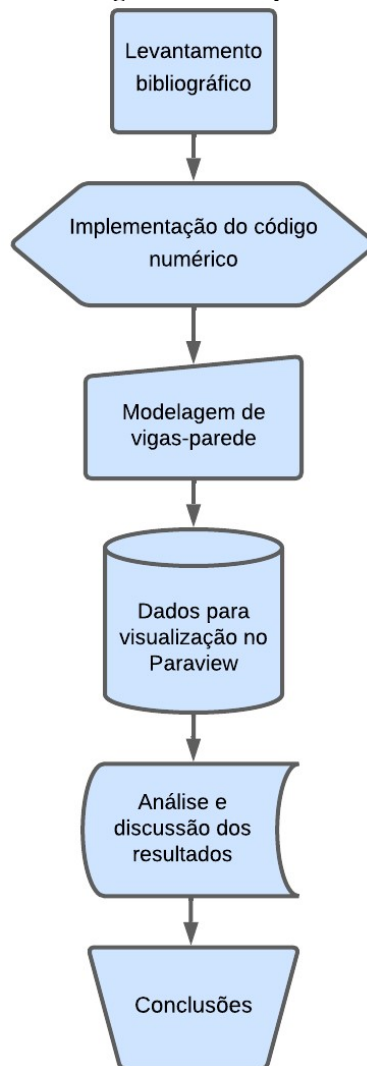 Levantamento
bibliográfico
Implementação do código
numérico
Modelagem de
vigas-parede
Dados para
visualização no
Paraview
Análise e
discussão dos
resultados
Conclusões